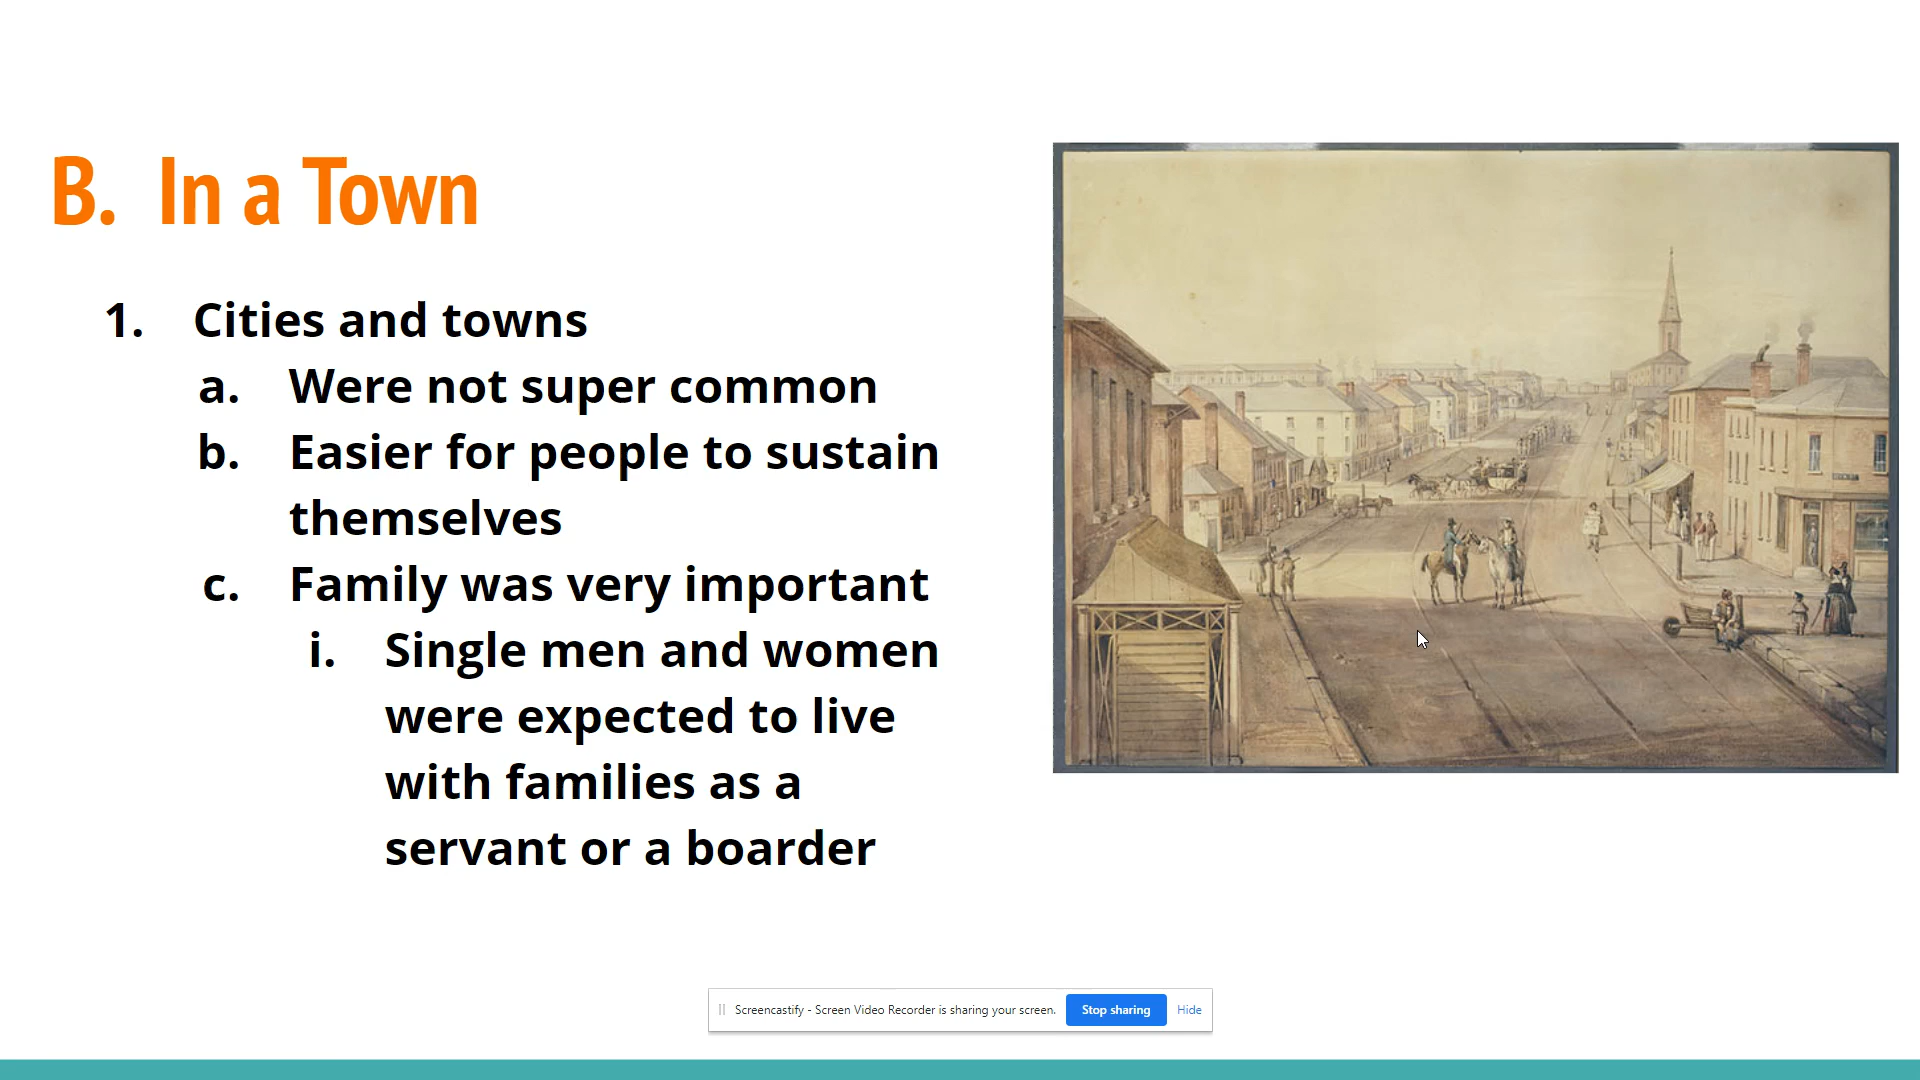 B. In a Town
1. Cities and towns
a. Were not super common
b. Easier for people to sustain
themselves
c. Family was very important
i. Single men and women
were expected to live
with families as a
servant or a boarder
Screencastify - Screen Video Recorder is sharing your screen. Stop sharing Hide